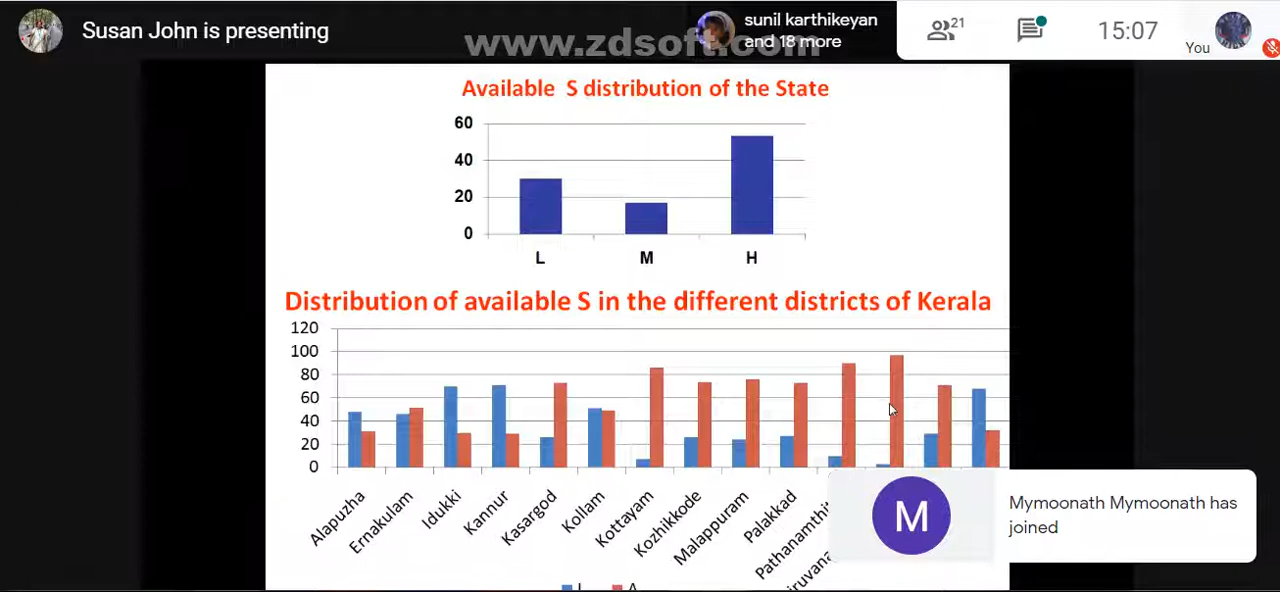 Susan John is presenting
sunil karthikeyan
and 18 more
21
15:07
You
www.zdsoft.com
Available S distribution of the State
60
40
20
0
L M H
Distribution of available S in the different districts of Kerala
120
100
80
60
40
20
0
Alapuzha Ernakulam Idukki Kannur Kasargod Kollam Kottayam Kozhikkode Malappuram Palakkad
M
Mymoonath Mymoonath has
joined